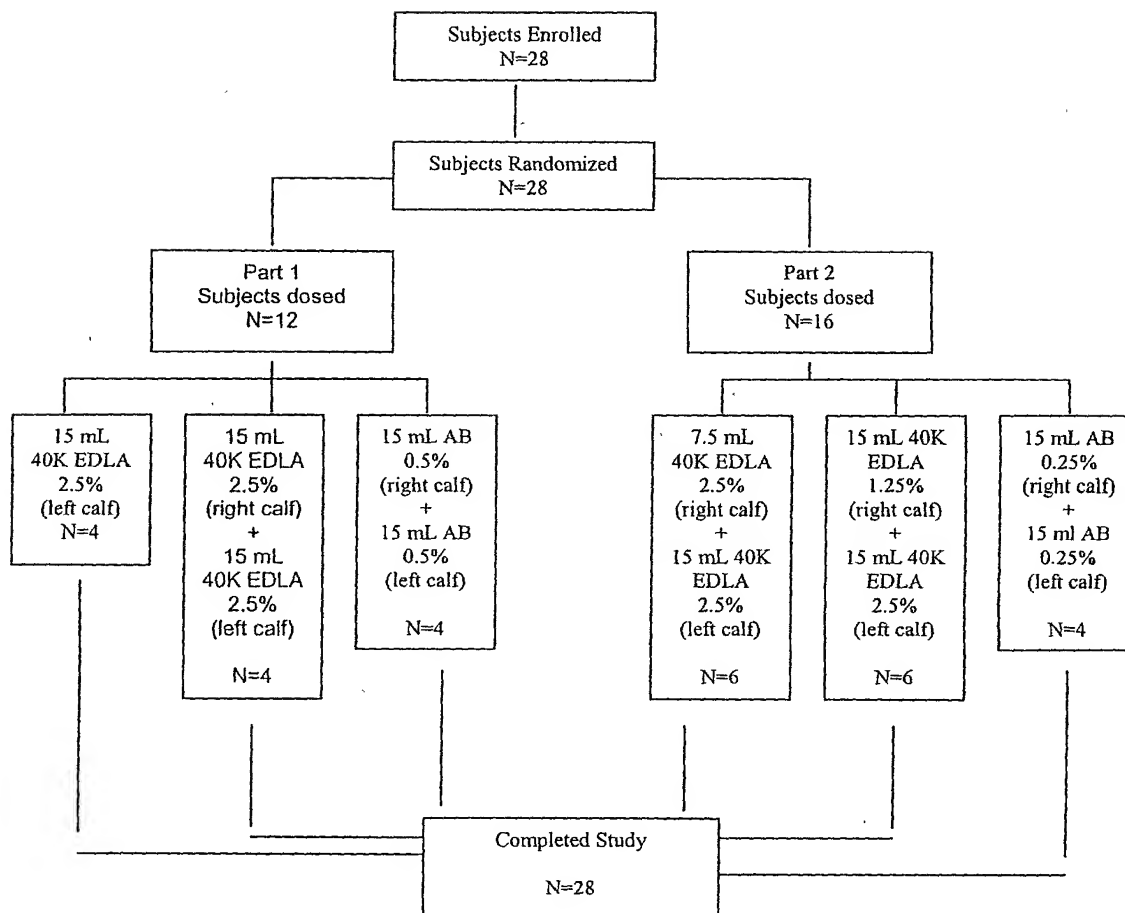 Subjects Enrolled
N=28
Subjects Randomized
N=28
Part 1
Subjects dosed
N=12
Part 2
Subjects dosed
N=16
15 mL
40K EDLA
2.5%
(left calf)
N=4
15 mL
40K EDLA
2.5%
(right calf)
+
15 mL
40K EDLA
2.5%
(left calf)
N=4
15 mL AB
0.5%
(right calf)
+
15 mL AB
0.5%
(left calf)
N=4
7.5 mL
40K EDLA
2.5%
(right calf)
+
15 mL 40K
EDLA
2.5%
(left calf)
N=6
15 mL 40K
EDLA
1.25%
(right calf)
+
15 mL 40K
EDLA
2.5%
(left calf)
N=6
15 mL AB
0.25%
(right calf)
+
15 ml AB
0.25%
(left calf)
N=4
Completed Study
N=28